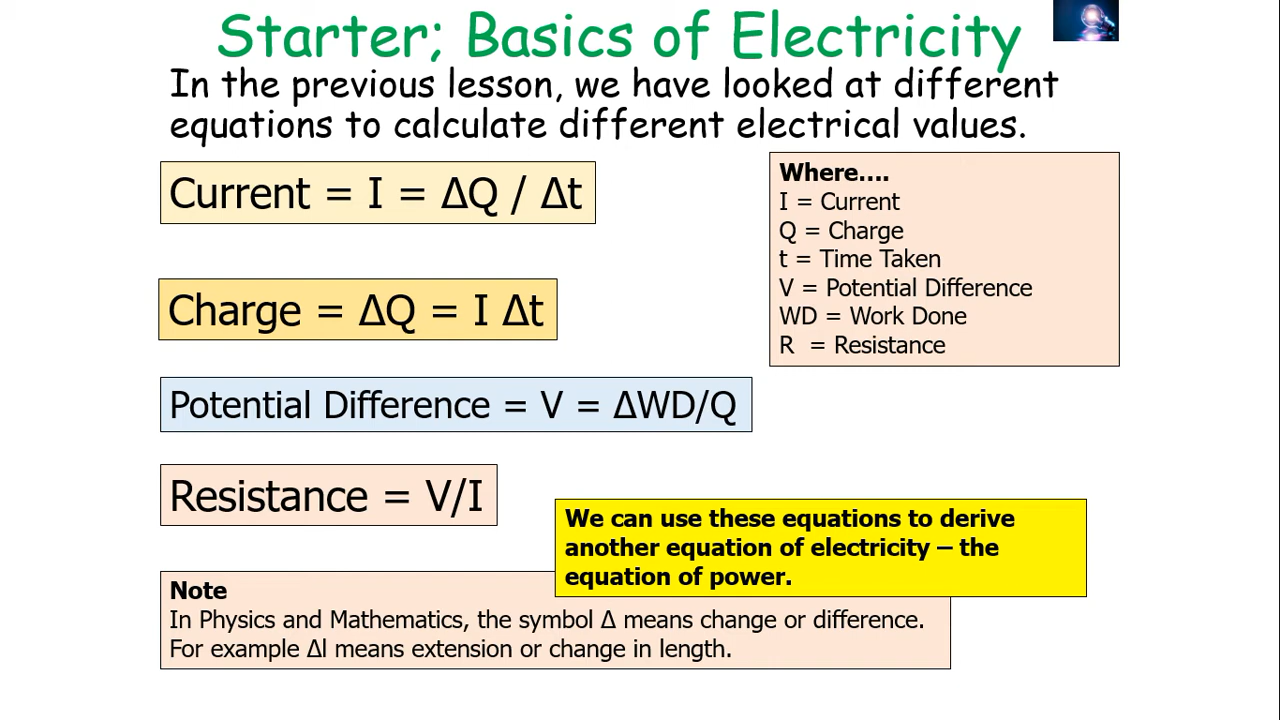 Starter; Basics of Electricity
In the previous lesson, we have looked at different
equations to calculate different electrical values.
Current = I = ΔQ / Δt
Charge = ΔQ = I Δt
Potential Difference = V = ΔWD/Q
Resistance = V/I
Where....
I = Current
Q = Charge
t = Time Taken
V = Potential Difference
WD = Work Done
R = Resistance
We can use these equations to derive
another equation of electricity – the
equation of power.
Note
In Physics and Mathematics, the symbol Δ means change or difference.
For example Δl means extension or change in length.